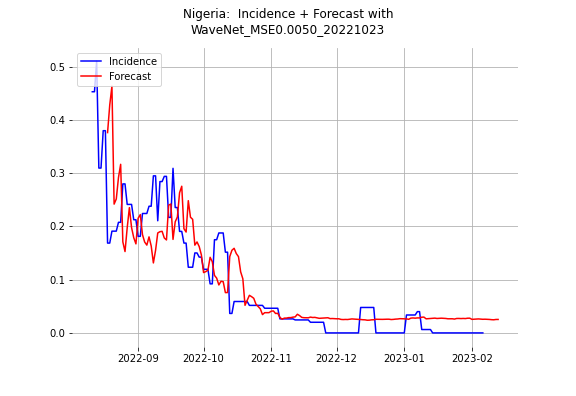 Nigeria:  Incidence + Forecast with
WaveNet_MSE0.0050_20221023
Incidence
Forecast
0.5
0.4
0.3
0.2
0.1
0.0
2022-09 2022-10 2022-11 2022-12 2023-01 2023-02